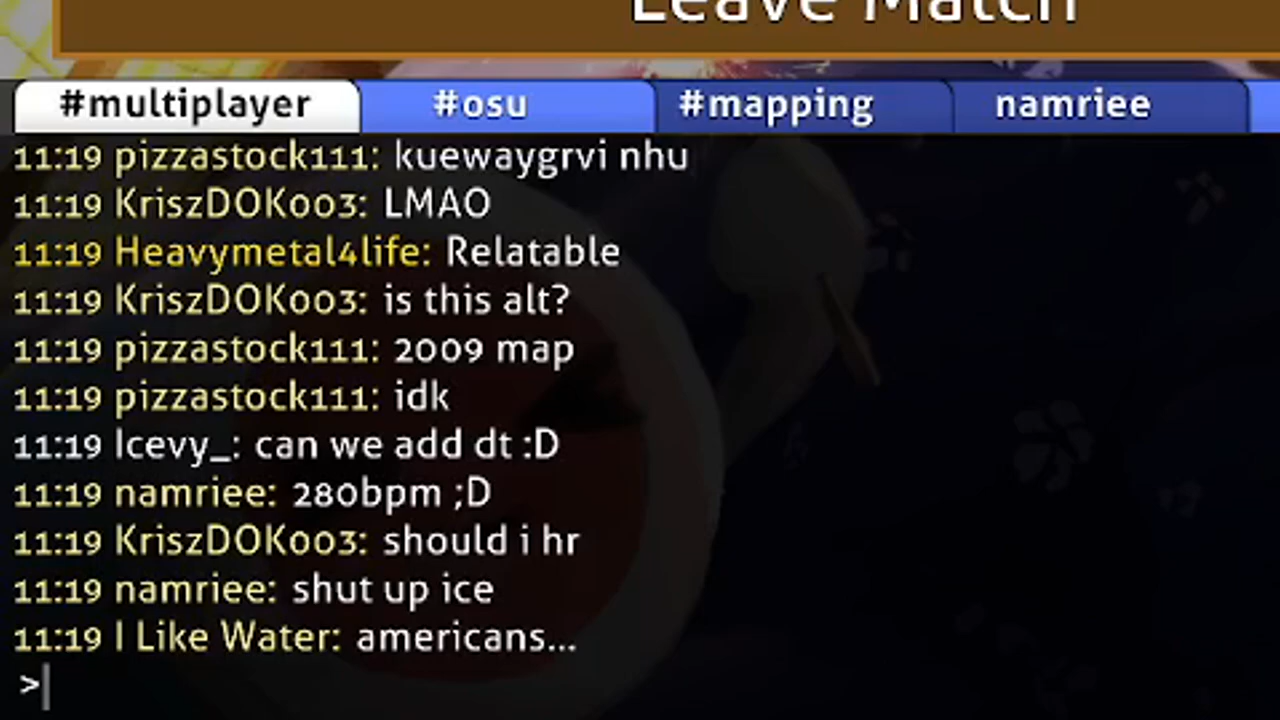 Leave Match
#multiplayer #osu #mapping namriee
11:19 pizzastock111: kuewaygrvi nhu
11:19 KriszDOK003: LMAO
11:19 Heavymetal4life: Relatable
11:19 KriszDOK003: is this alt?
11:19 pizzastock111: 2009 map
11:19 pizzastock111: idk
11:19 Icevy_: can we add dt :D
11:19 namriee: 280bpm ;D
11:19 KriszDOK003: should i hr
11:19 namriee: shut up ice
11:19 I Like Water: americans...
>